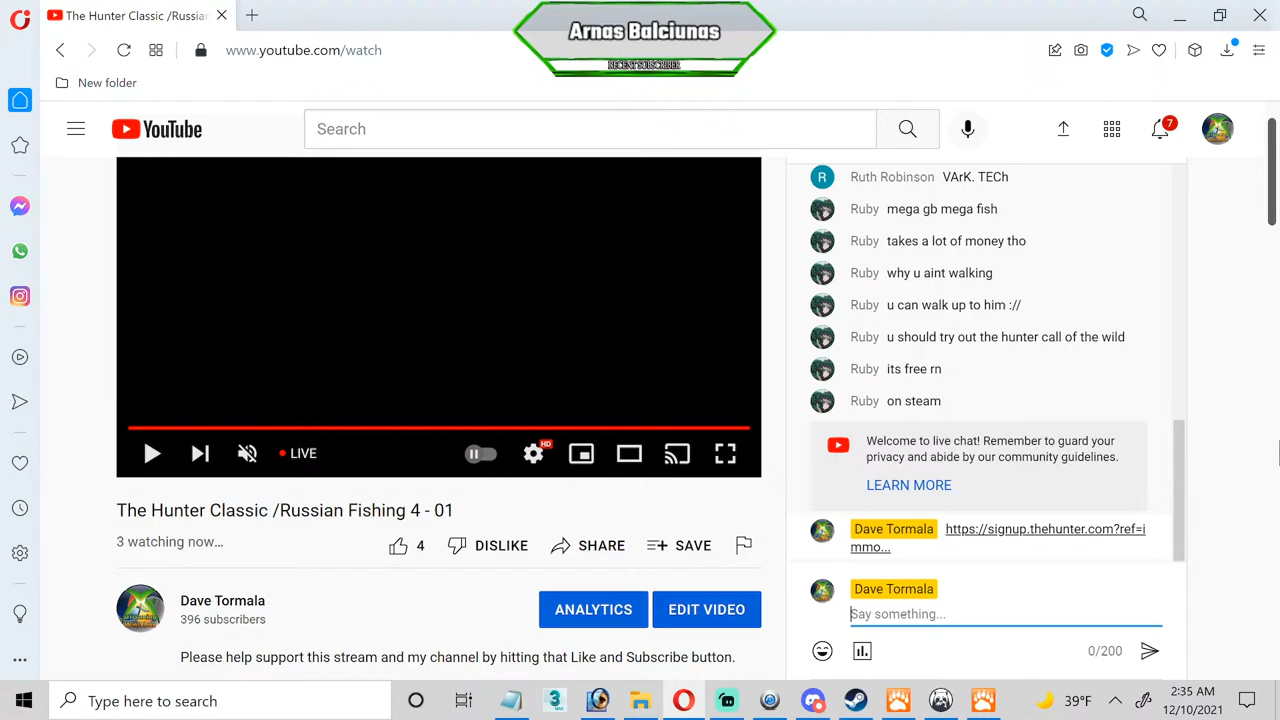 The Hunter Classic /Russian
Arnas Balciunas
RECENT SUBSCRIBER
www.youtube.com/watch
New folder
YouTube
Search
7
Ruth Robinson VArK. TECh
Ruby mega gb mega fish
Ruby takes a lot of money tho
Ruby why u aint walking
Ruby u can walk up to him ://
Ruby u should try out the hunter call of the wild
Ruby its free rn
Ruby on steam
Welcome to live chat! Remember to guard your
privacy and abide by our community guidelines.
LEARN MORE
Dave Tormala https://signup.thehunter.com?ref=i
mmo...
Dave Tormala
Say something...
0/200
LIVE
HD
The Hunter Classic /Russian Fishing 4 - 01
3 watching now...
4 DISLIKE SHARE SAVE
Dave Tormala
396 subscribers
ANALYTICS EDIT VIDEO
Please help support this stream and my channel by hitting that Like and Subscribe button.
Type here to search
39°F
2:35 AM
12/10/2021